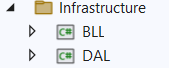 Infrastructure
C# BLL
C# DAL